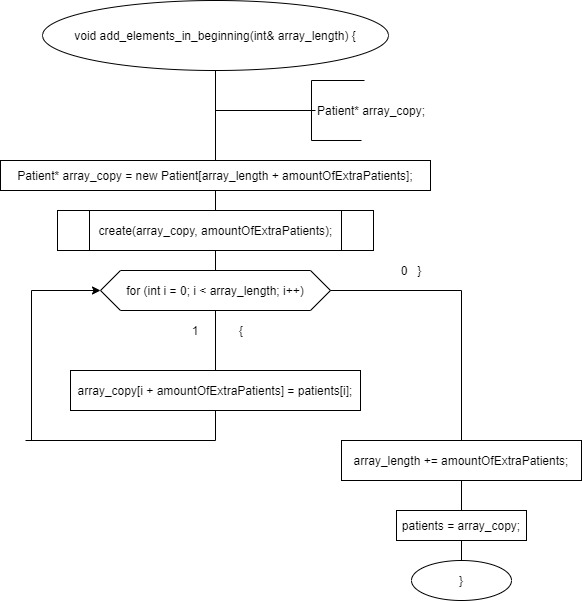 void add_elements_in_beginning(int& array_length) {
Patient* array_copy;
Patient* array_copy = new Patient[array_length + amountOfExtraPatients];
create(array_copy, amountOfExtraPatients);
0 }
for (int i = 0; i < array_length; i++)
1 {
array_copy[i + amountOfExtraPatients] = patients[i];
array_length += amountOfExtraPatients;
patients = array_copy;
}